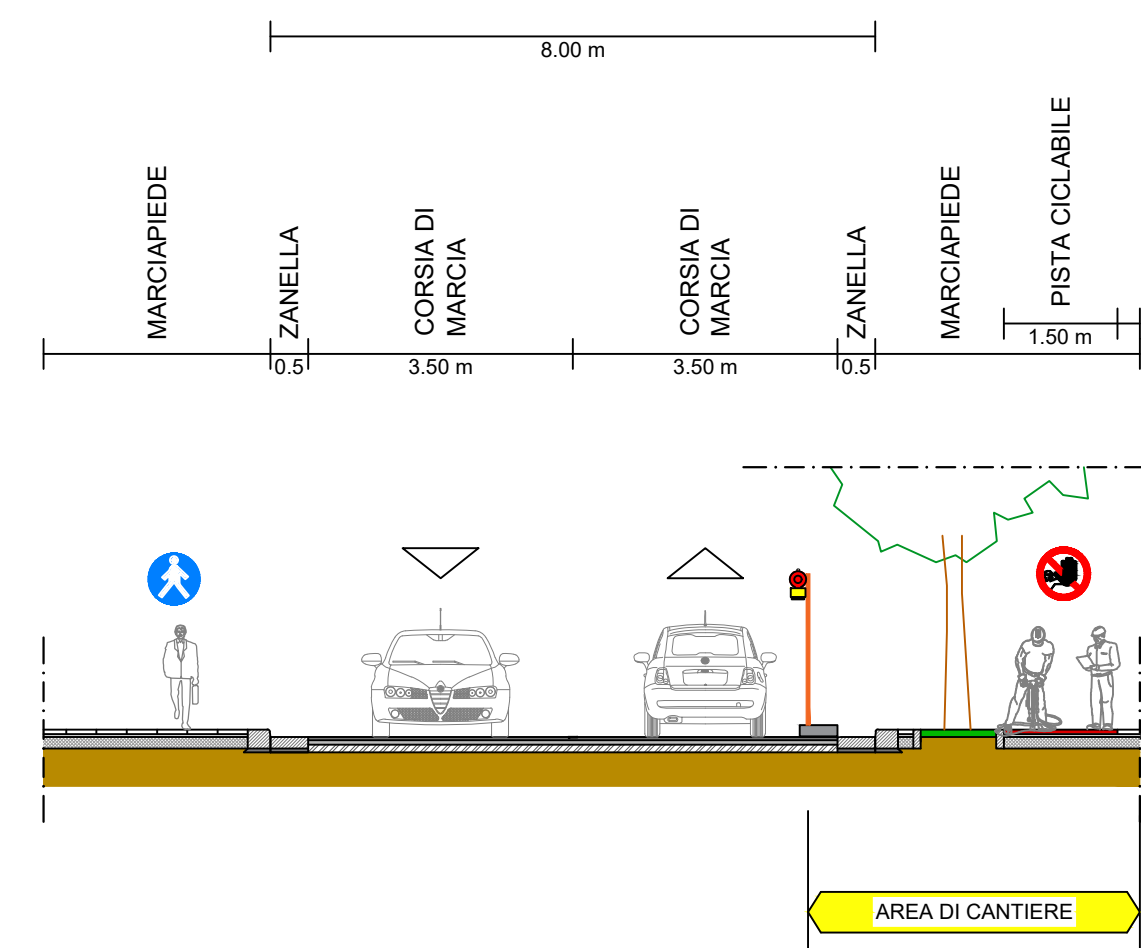 8.00 m
MARCIAPIEDE
ZANELLA
CORSIA DI
MARCIA
CORSIA DI
MARCIA
ZANELLA
MARCIAPIEDE
PISTA CICLABILE
1.50 m
0.5
3.50 m
3.50 m
0.5
AREA DI CANTIERE